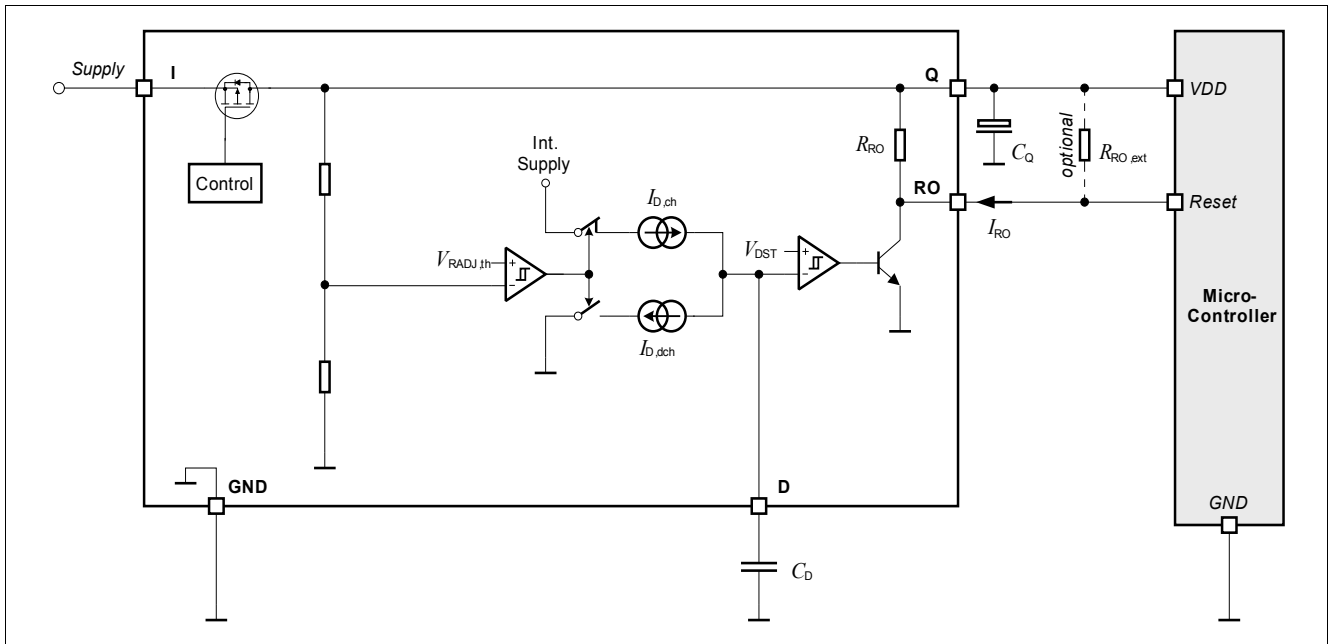 Supply
I
Q
VDD
Int.
Supply
R_RO
C_Q
optional
R_RO,ext
Control
I_D,ch
RO
Reset
I_RO
V_RADJ,th
+
−
V_DST
+
−
Micro-
Controller
I_D,dch
GND
D
GND
C_D